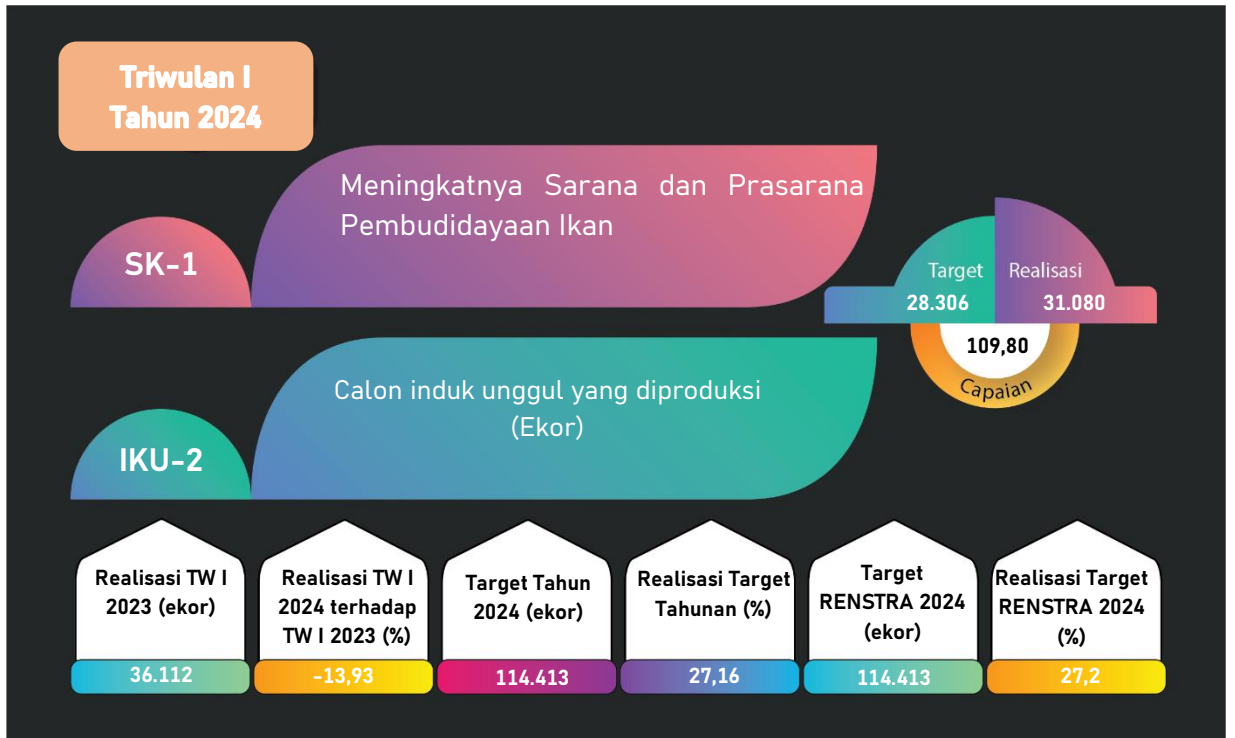 Triwulan I
Tahun 2024
Meningkatnya Sarana dan Prasarana
Pembudidayaan Ikan
SK-1
Target
Realisasi
28.306
31.080
109,80
Capaian
Calon induk unggul yang diproduksi
(Ekor)
IKU-2
Realisasi TW I
2023 (ekor)
36.112
Realisasi TW I
2024 terhadap
TW I 2023 (%)
-13,93
Target Tahun
2024 (ekor)
114.413
Realisasi Target
Tahunan (%)
27,16
Target
RENSTRA 2024
(ekor)
114.413
Realisasi Target
RENSTRA 2024
(%)
27,2